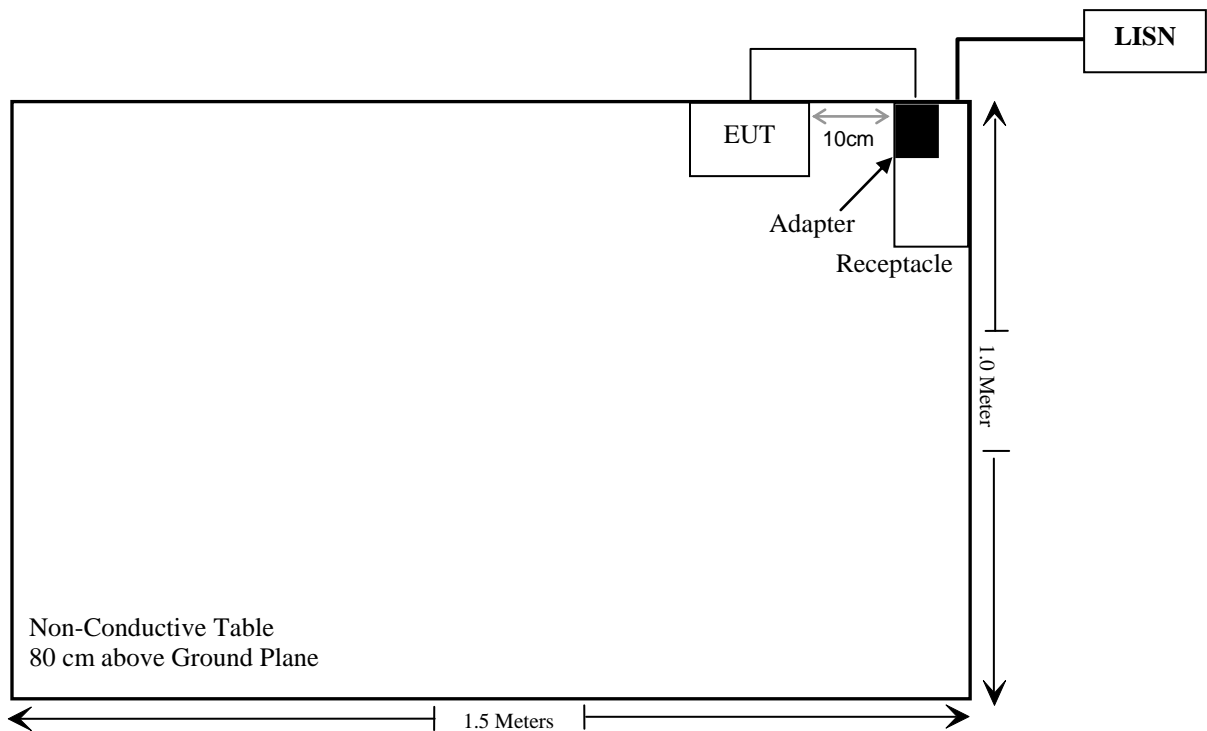 LISN
EUT
10cm
Adapter
Receptacle
1.0 Meter
Non-Conductive Table
80 cm above Ground Plane
1.5 Meters